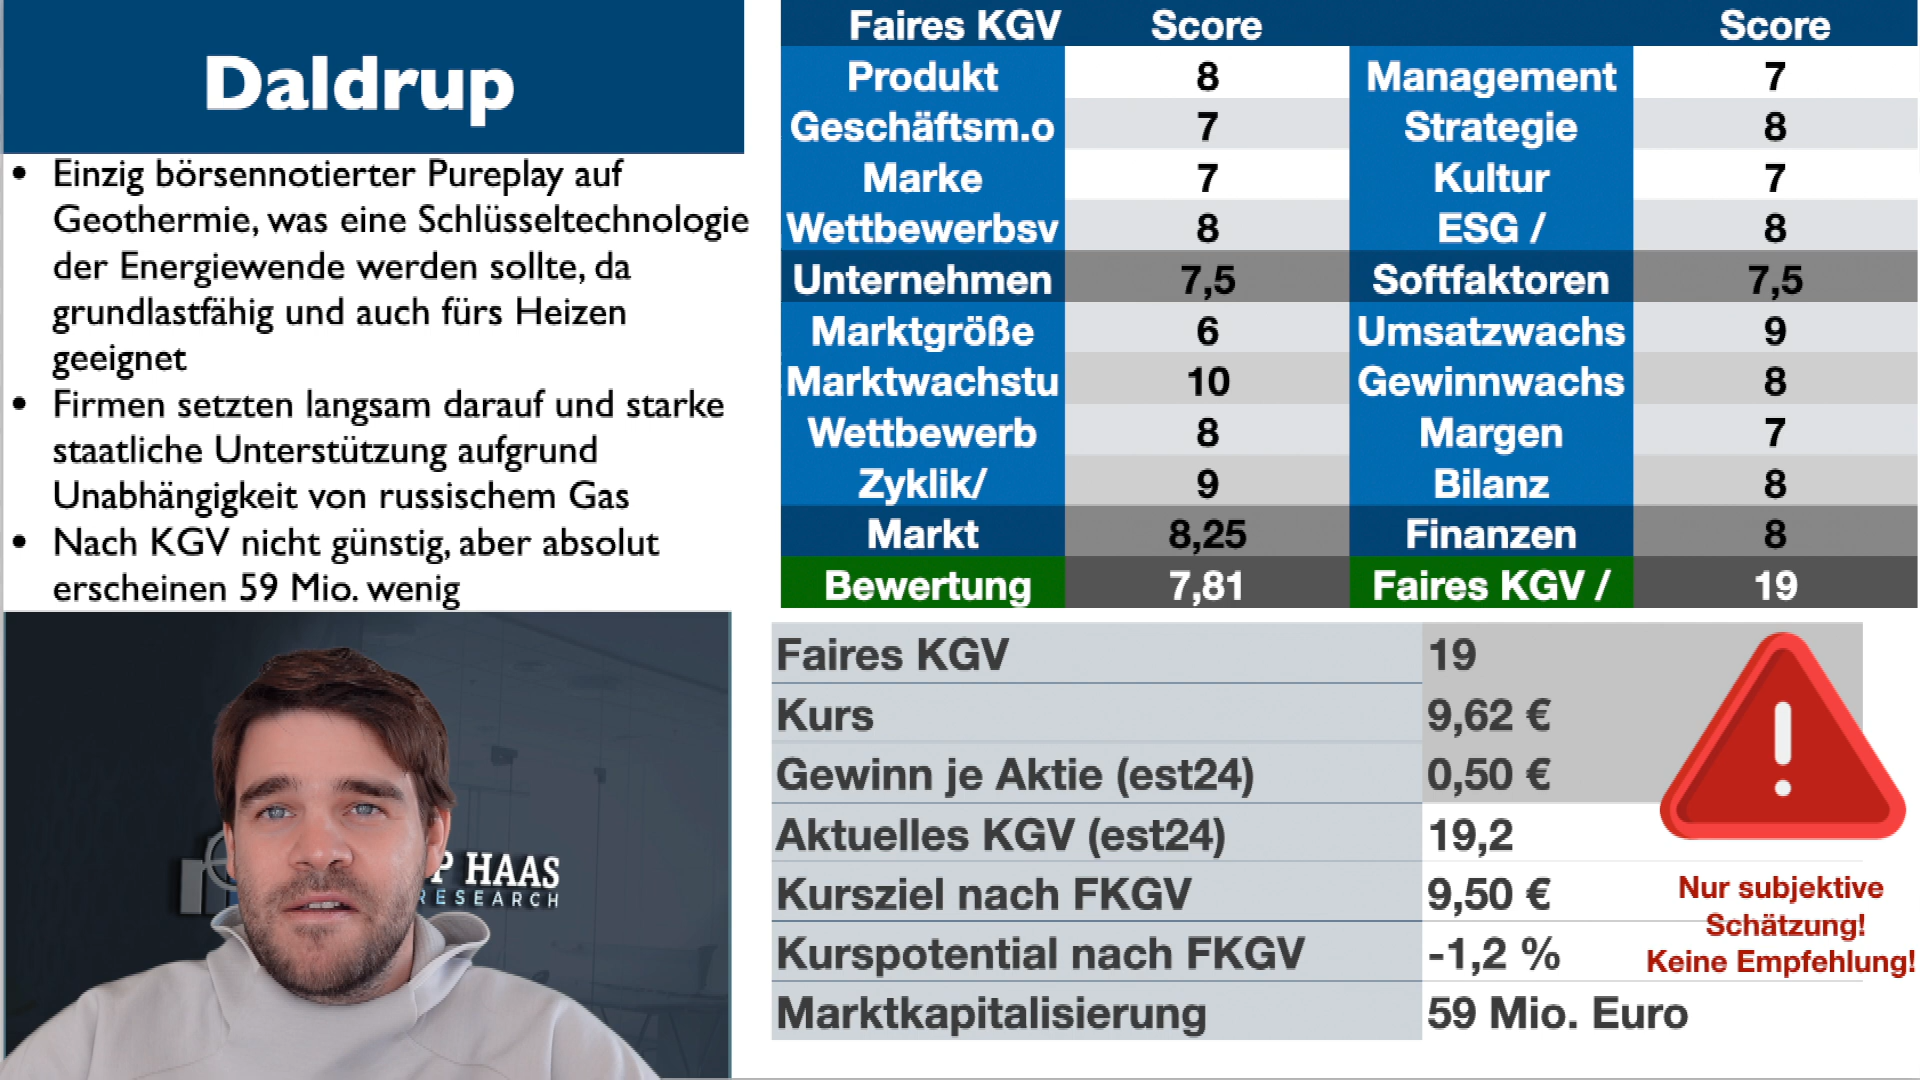 Daldrup
• Einzig börsennotierter Pureplay auf
Geothermie, was eine Schlüsseltechnologie
der Energiewende werden sollte, da
grundlastfähig und auch fürs Heizen
geeignet
• Firmen setzten langsam darauf und starke
staatliche Unterstützung aufgrund
Unabhängigkeit von russischem Gas
• Nach KGV nicht günstig, aber absolut
erscheinen 59 Mio. wenig
P HAAS
RESEARCH
Faires KGV Score Score
Produkt 8 Management 7
Geschäftsm.o 7 Strategie 8
Marke 7 Kultur 7
Wettbewerbsv 8 ESG / 8
Unternehmen 7,5 Softfaktoren 7,5
Marktgröße 6 Umsatzwachs 9
Marktwachstu 10 Gewinnwachs 8
Wettbewerb 8 Margen 7
Zyklik/ 9 Bilanz 8
Markt 8,25 Finanzen 8
Bewertung 7,81 Faires KGV / 19
Faires KGV 19
Kurs 9,62 €
Gewinn je Aktie (est24) 0,50 €
Aktuelles KGV (est24) 19,2
Kursziel nach FKGV 9,50 €
Kurspotential nach FKGV -1,2 %
Marktkapitalisierung 59 Mio. Euro
!
Nur subjektive
Schätzung!
Keine Empfehlung!